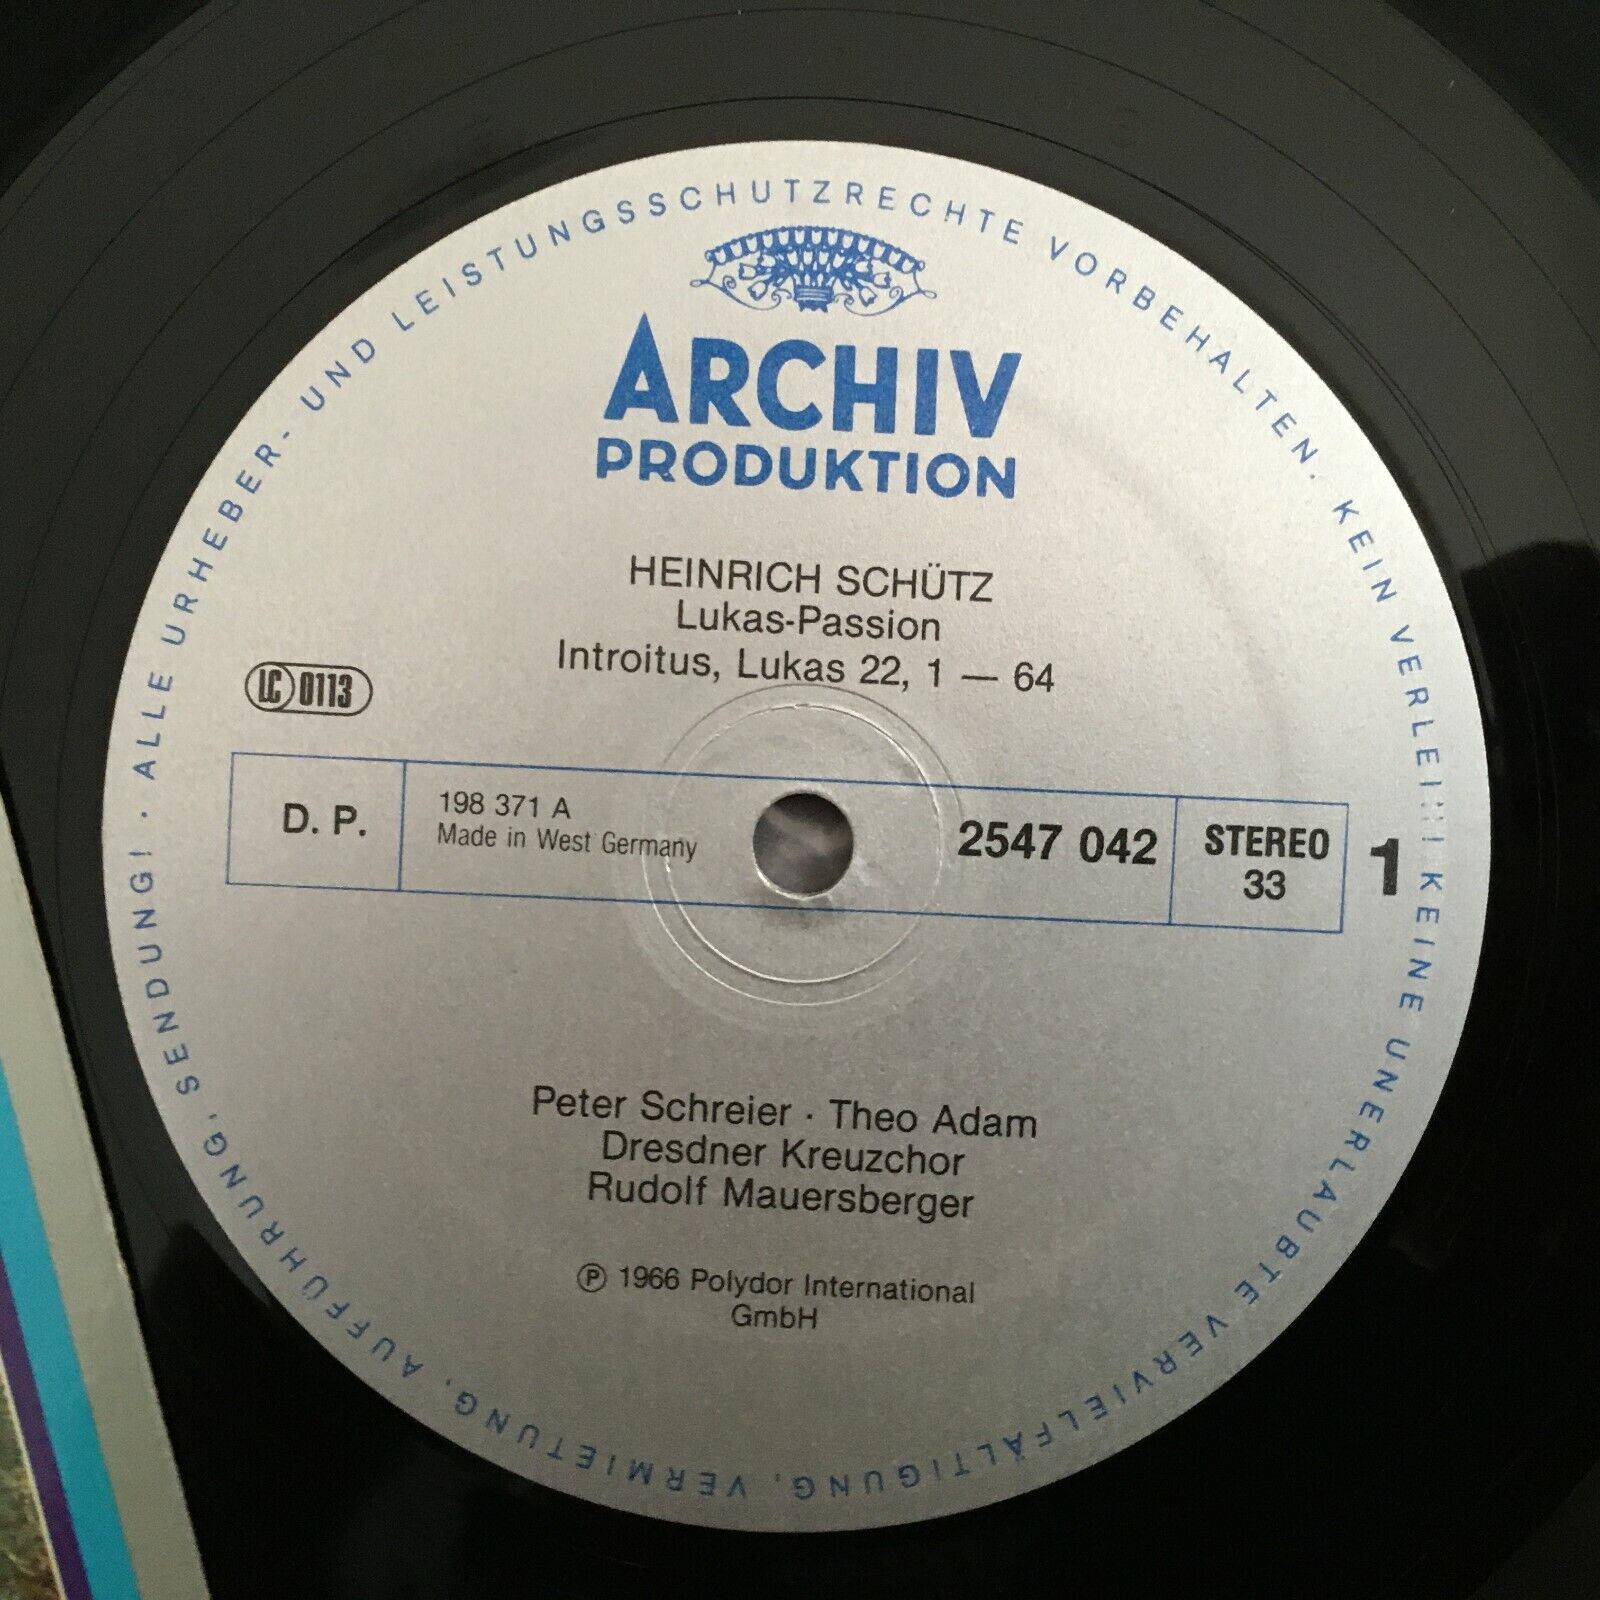 ALLE URHEBER- UND LEISTUNGSSCHUTZRECHTE VORBEHALTEN. KEIN VERLEIH! KEINE UNERLAUBTE VERVIELFÄLTIGUNG, VERMIETUNG, AUFFÜHRUNG, SENDUNG! ·
ARCHIV
PRODUKTION
HEINRICH SCHÜTZ
Lukas-Passion
Introitus, Lukas 22, 1 — 64
LC 0113
D. P.
198 371 A
Made in West Germany
2547 042
STEREO
33
1
Peter Schreier · Theo Adam
Dresdner Kreuzchor
Rudolf Mauersberger
℗ 1966 Polydor International
GmbH